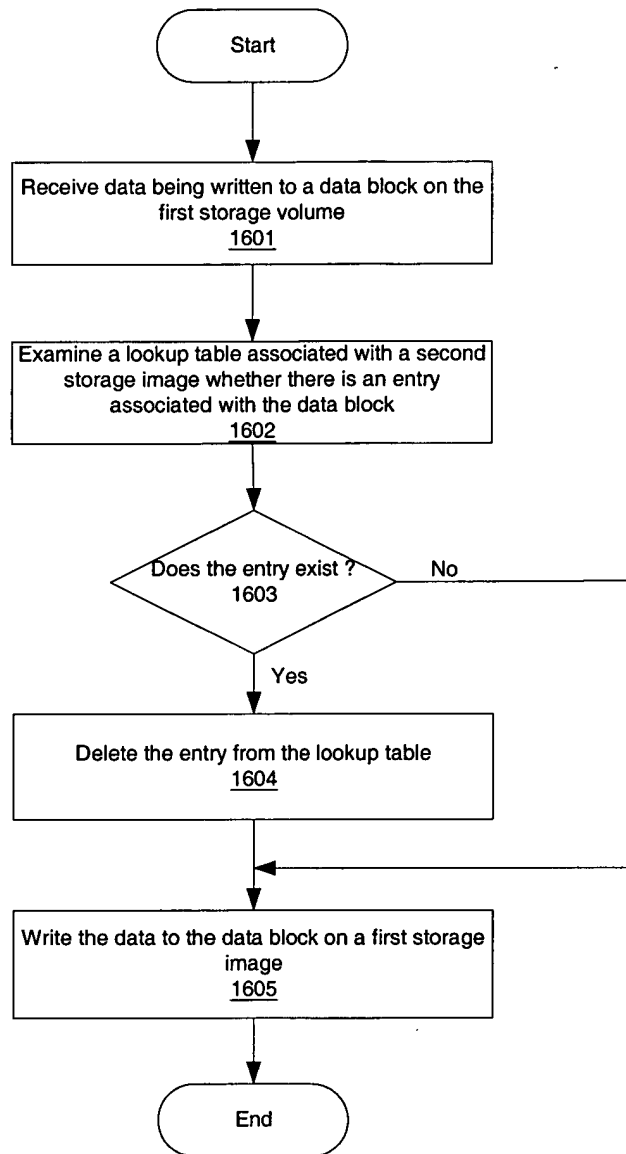 Start
Receive data being written to a data block on the
first storage volume
1601
Examine a lookup table associated with a second
storage image whether there is an entry
associated with the data block
1602
Does the entry exist ?
1603
No
Yes
Delete the entry from the lookup table
1604
Write the data to the data block on a first storage
image
1605
End